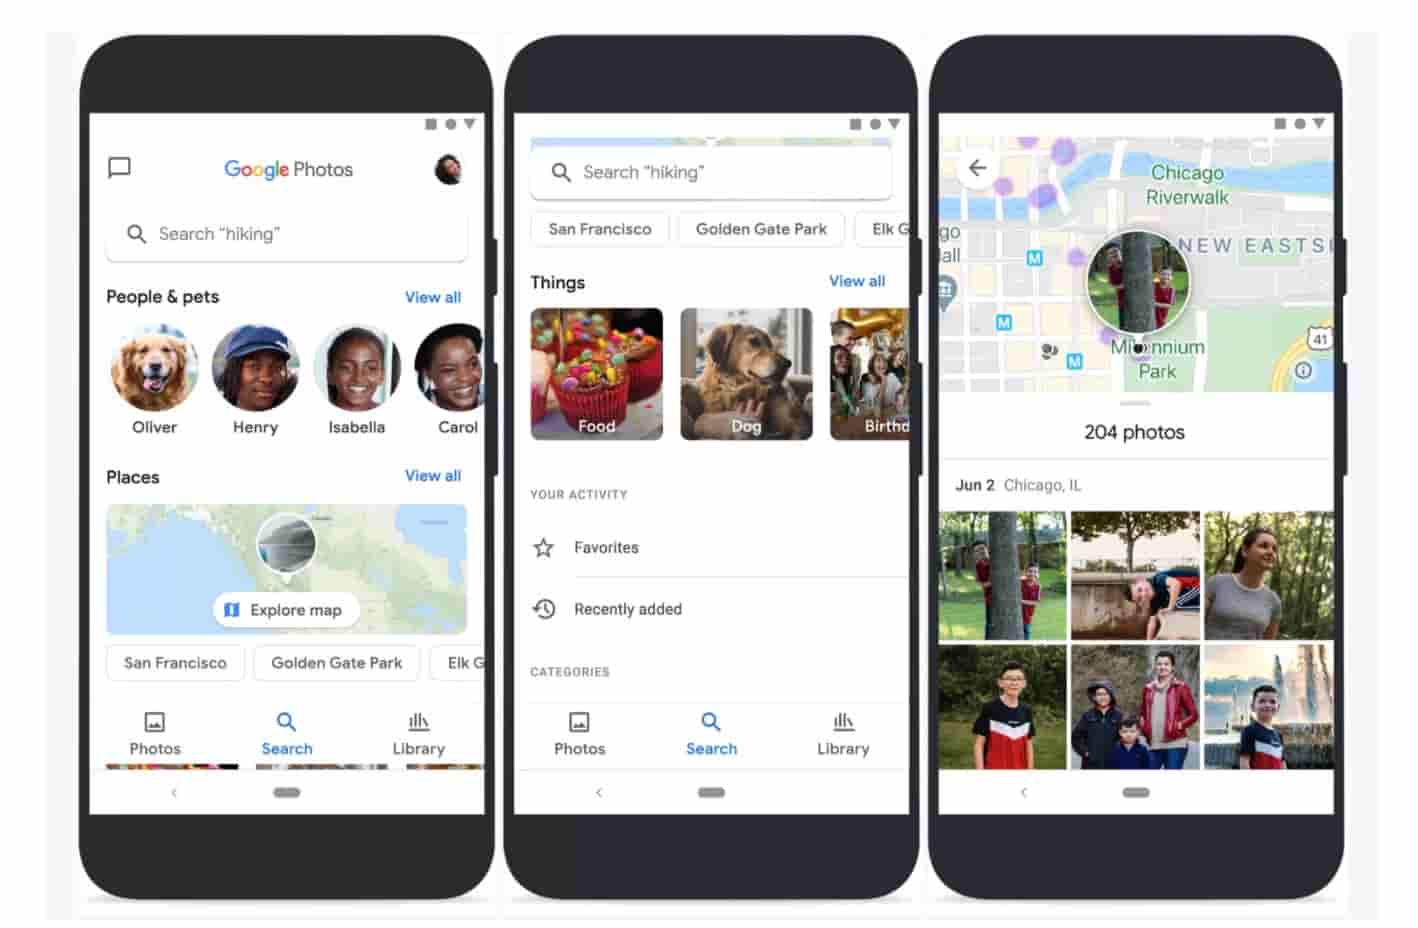 Google Photos
Search "hiking"
People & pets View all
Oliver Henry Isabella Carol
Places View all
Explore map
San Francisco Golden Gate Park Elk G
Photos Search Library
Search "hiking"
San Francisco Golden Gate Park Elk G
Things View all
Food Dog Birthd
YOUR ACTIVITY
Favorites
Recently added
CATEGORIES
Photos Search Library
Chicago
Riverwalk
NEW EASTS
go
all
M
M
M
41
Park
204 photos
Jun 2 Chicago, IL